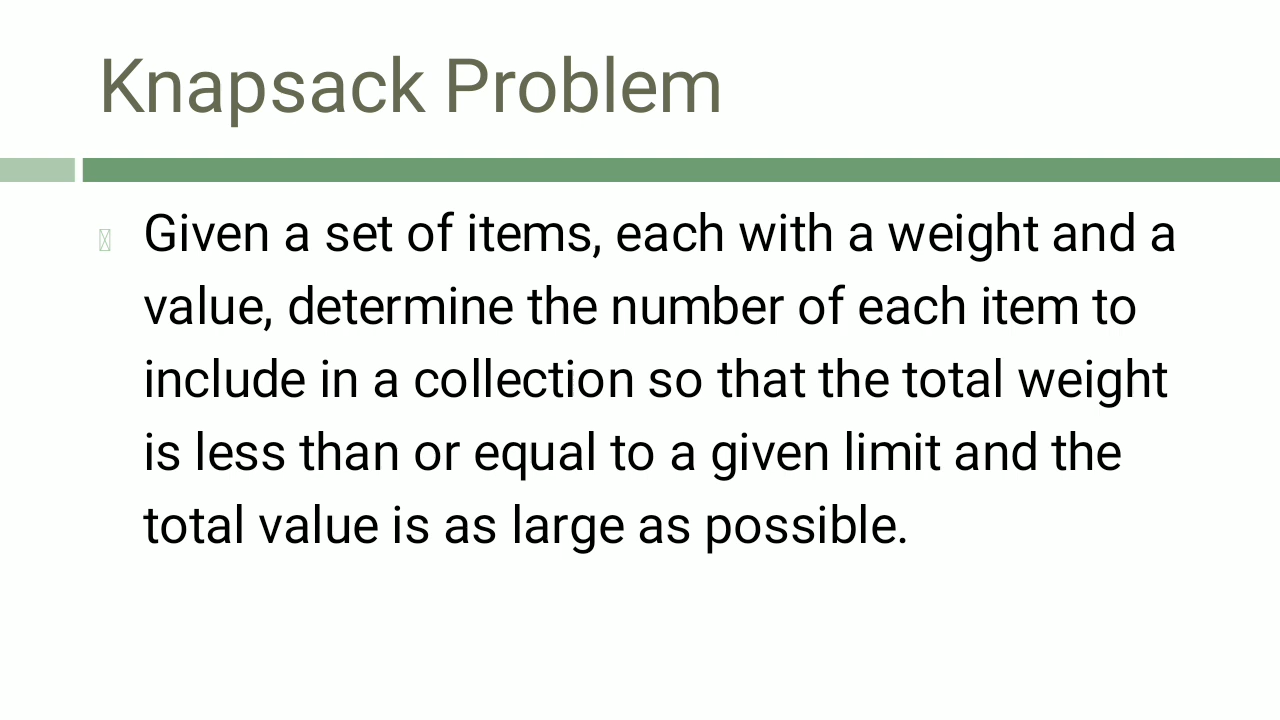 Knapsack Problem
Given a set of items, each with a weight and a
value, determine the number of each item to
include in a collection so that the total weight
is less than or equal to a given limit and the
total value is as large as possible.